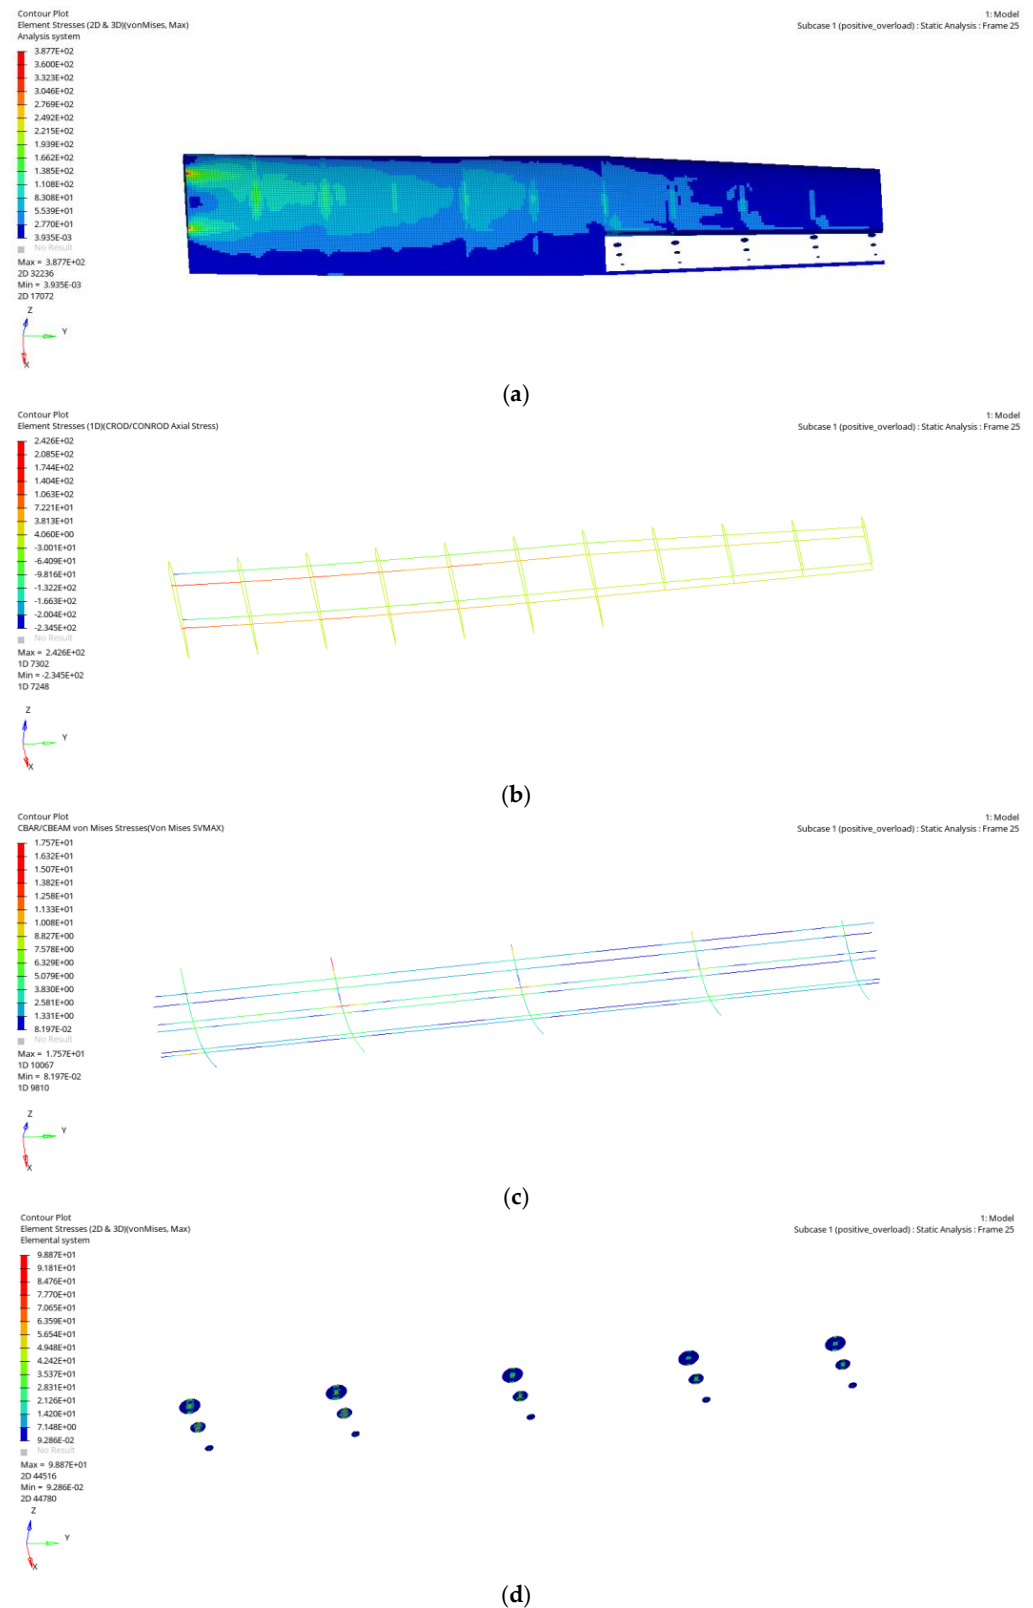 Contour Plot
Element Stresses (2D & 3D)(vonMises, Max)
Analysis system
1: Model
Subcase 1 (positive_overload) : Static Analysis : Frame 25
3.877E+02
3.600E+02
3.323E+02
3.046E+02
2.769E+02
2.492E+02
2.215E+02
1.939E+02
1.662E+02
1.385E+02
1.108E+02
8.308E+01
5.539E+01
2.770E+01
3.935E-03
No Result
Max = 3.877E+02
2D 32236
Min = 3.935E-03
2D 17072
Z
Y
X
(a)
Contour Plot
Element Stresses (1D)(CROD/CONROD Axial Stress)
1: Model
Subcase 1 (positive_overload) : Static Analysis : Frame 25
2.426E+02
2.085E+02
1.744E+02
1.404E+02
1.063E+02
7.221E+01
3.813E+01
4.060E+00
-3.001E+01
-6.409E+01
-9.816E+01
-1.322E+02
-1.663E+02
-2.004E+02
-2.345E+02
No Result
Max = 2.426E+02
1D 7302
Min = -2.345E+02
1D 7248
Z
Y
X
(b)
Contour Plot
CBAR/CBEAM von Mises Stresses(Von Mises SVMAX)
1: Model
Subcase 1 (positive_overload) : Static Analysis : Frame 25
1.757E+01
1.632E+01
1.507E+01
1.382E+01
1.258E+01
1.133E+01
1.008E+01
8.827E+00
7.578E+00
6.329E+00
5.079E+00
3.830E+00
2.581E+00
1.331E+00
8.197E-02
No Result
Max = 1.757E+01
1D 10067
Min = 8.197E-02
1D 9810
Z
Y
X
(c)
Contour Plot
Element Stresses (2D & 3D)(vonMises, Max)
Elemental system
1: Model
Subcase 1 (positive_overload) : Static Analysis : Frame 25
9.887E+01
9.181E+01
8.476E+01
7.770E+01
7.065E+01
6.359E+01
5.654E+01
4.948E+01
4.242E+01
3.537E+01
2.831E+01
2.126E+01
1.420E+01
7.148E+00
9.286E-02
No Result
Max = 9.887E+01
2D 44516
Min = 9.286E-02
2D 44780
Z
Y
X
(d)